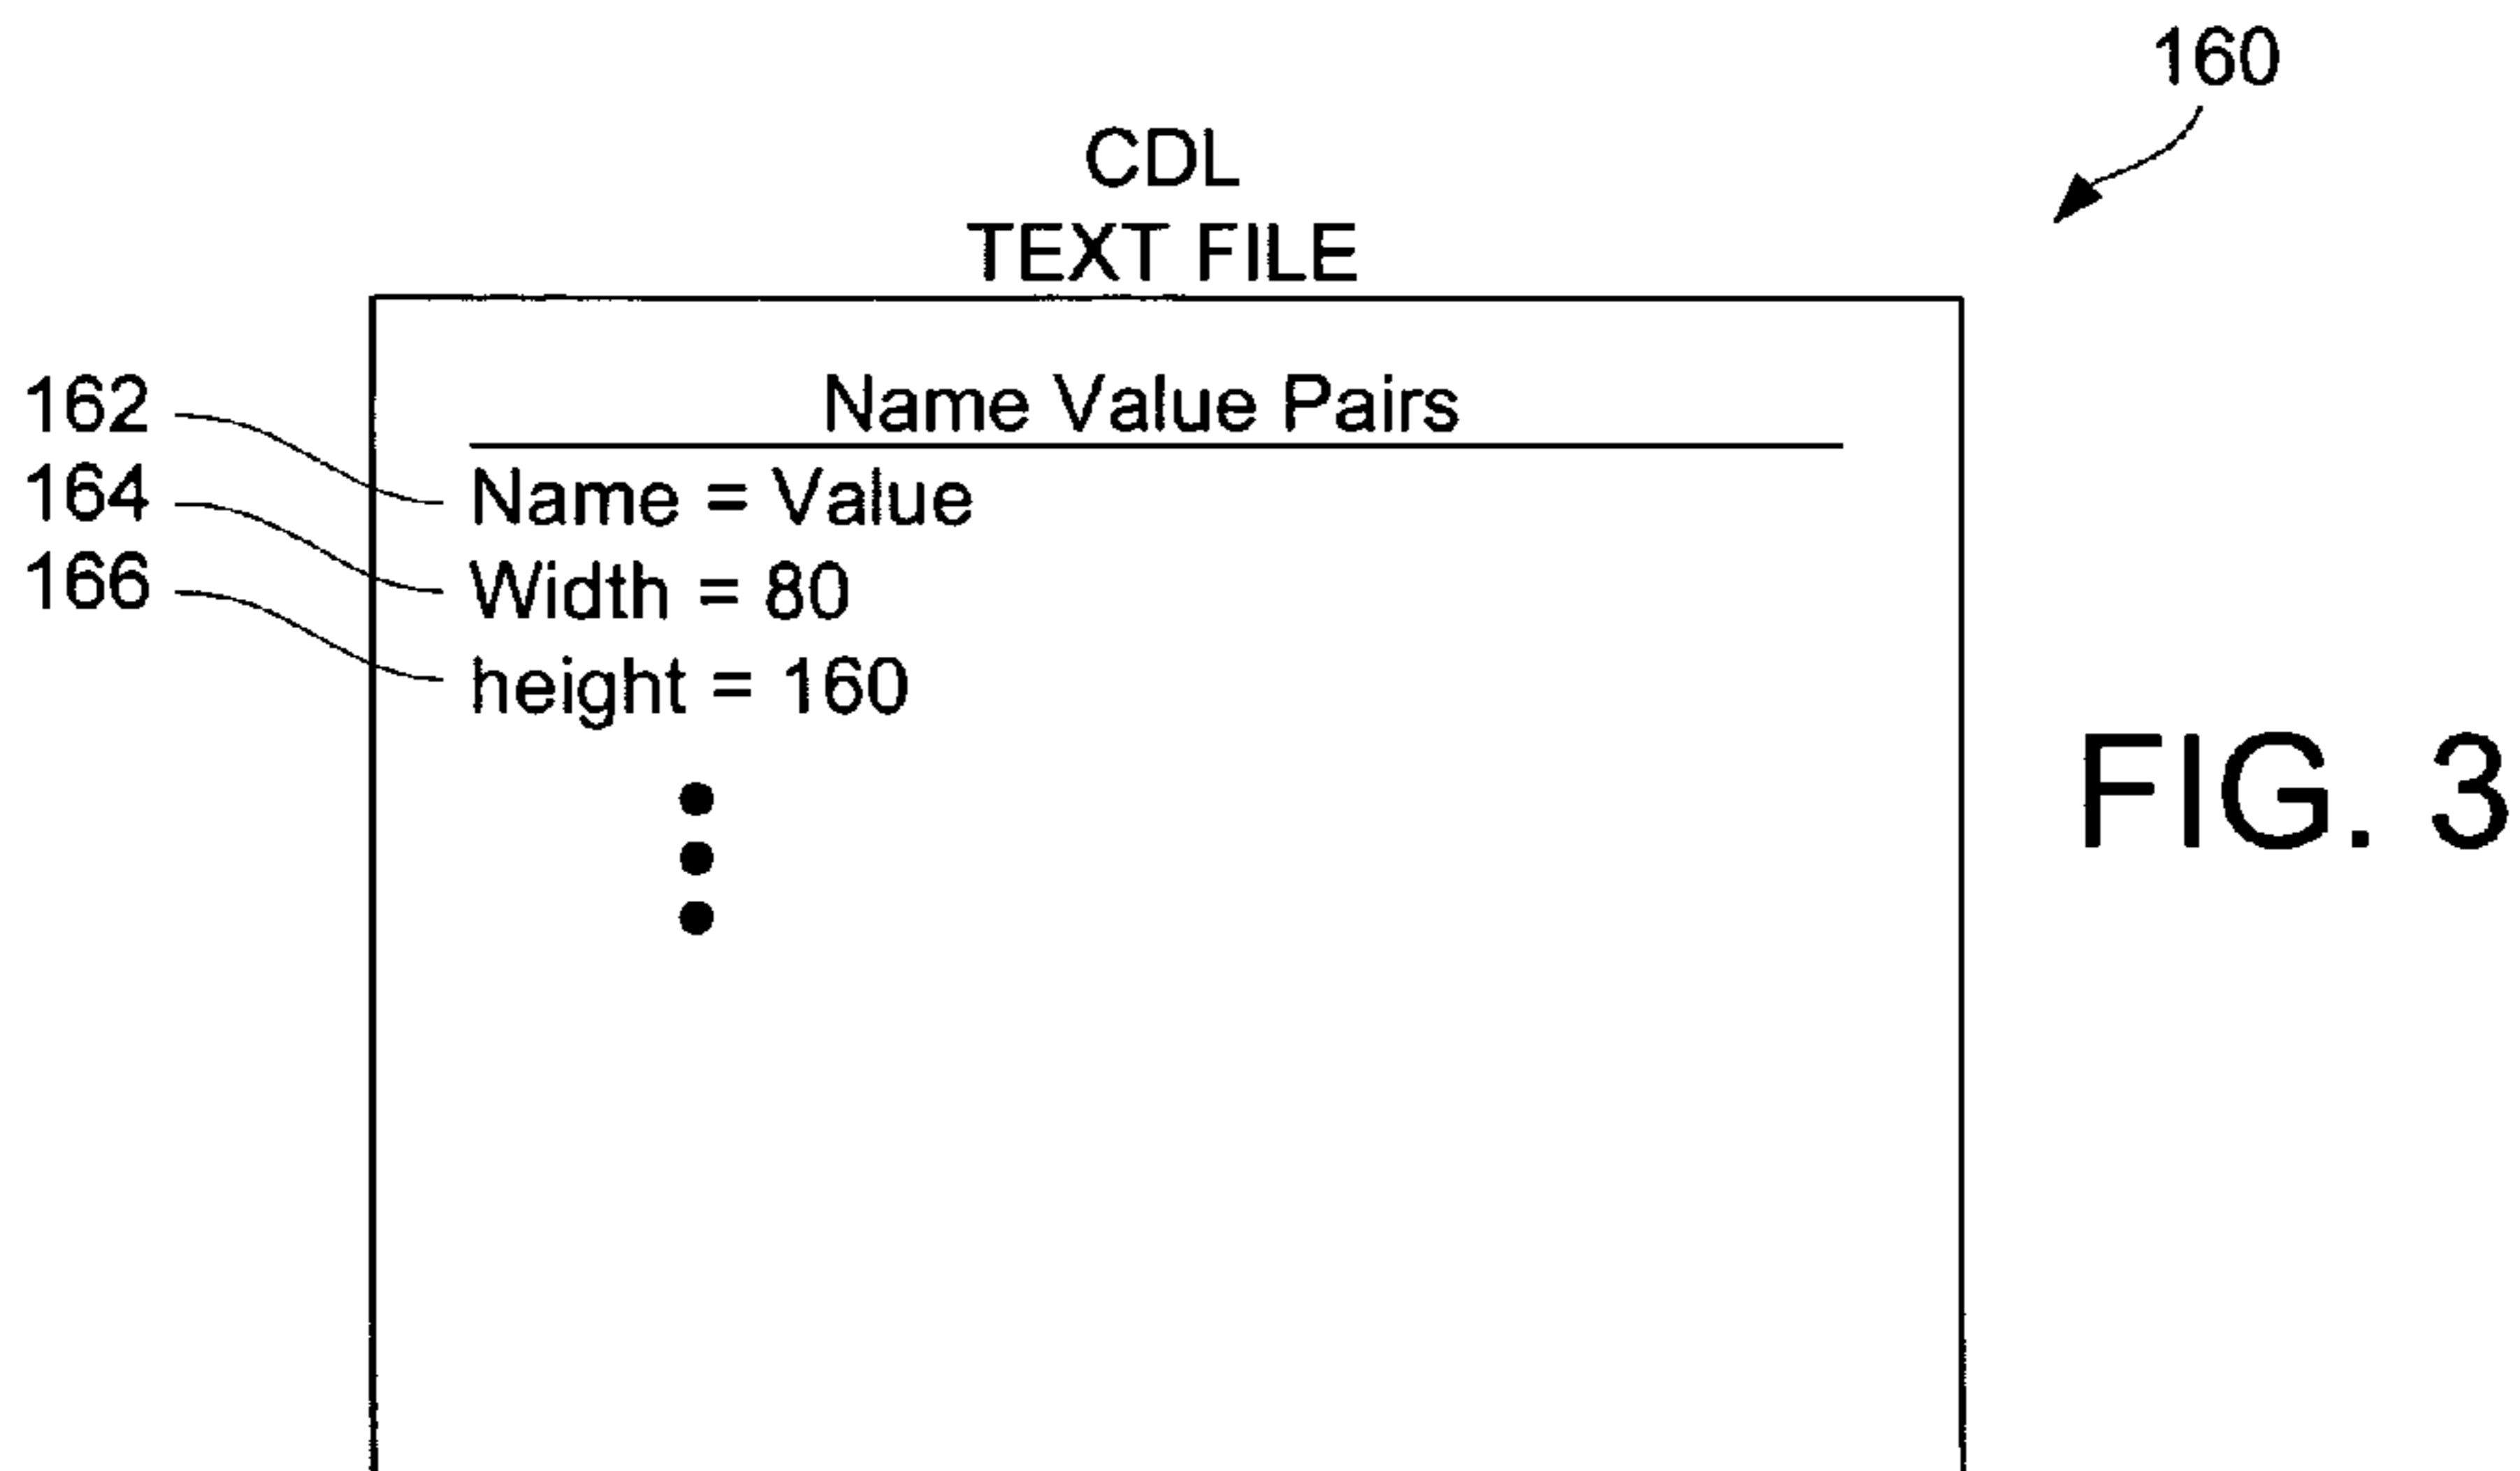 160
CDL
TEXT FILE
Name Value Pairs
162
Name = Value
164
Width = 80
166
height = 160
FIG. 3